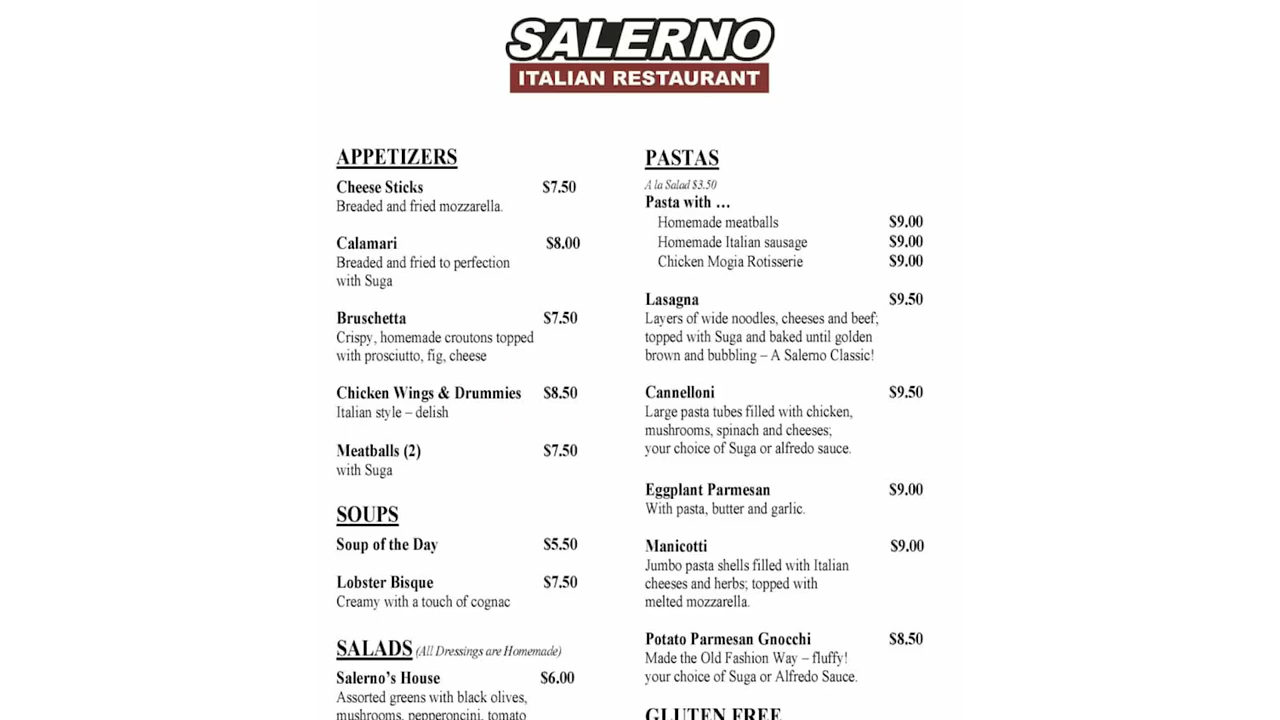 SALERNO
ITALIAN RESTAURANT
APPETIZERS
Cheese Sticks $7.50
Breaded and fried mozzarella.
Calamari $8.00
Breaded and fried to perfection
with Suga
Bruschetta $7.50
Crispy, homemade croutons topped
with prosciutto, fig, cheese
Chicken Wings & Drummies $8.50
Italian style – delish
Meatballs (2) $7.50
with Suga
SOUPS
Soup of the Day $5.50
Lobster Bisque $7.50
Creamy with a touch of cognac
SALADS (All Dressings are Homemade)
Salerno's House $6.00
Assorted greens with black olives,
mushrooms, pepperoncini, tomato
PASTAS
A la Salad $3.50
Pasta with …
Homemade meatballs $9.00
Homemade Italian sausage $9.00
Chicken Mogia Rotisserie $9.00
Lasagna $9.50
Layers of wide noodles, cheeses and beef;
topped with Suga and baked until golden
brown and bubbling – A Salerno Classic!
Cannelloni $9.50
Large pasta tubes filled with chicken,
mushrooms, spinach and cheeses;
your choice of Suga or alfredo sauce.
Eggplant Parmesan $9.00
With pasta, butter and garlic.
Manicotti $9.00
Jumbo pasta shells filled with Italian
cheeses and herbs; topped with
melted mozzarella.
Potato Parmesan Gnocchi $8.50
Made the Old Fashion Way – fluffy!
your choice of Suga or Alfredo Sauce.
GLUTEN FREE